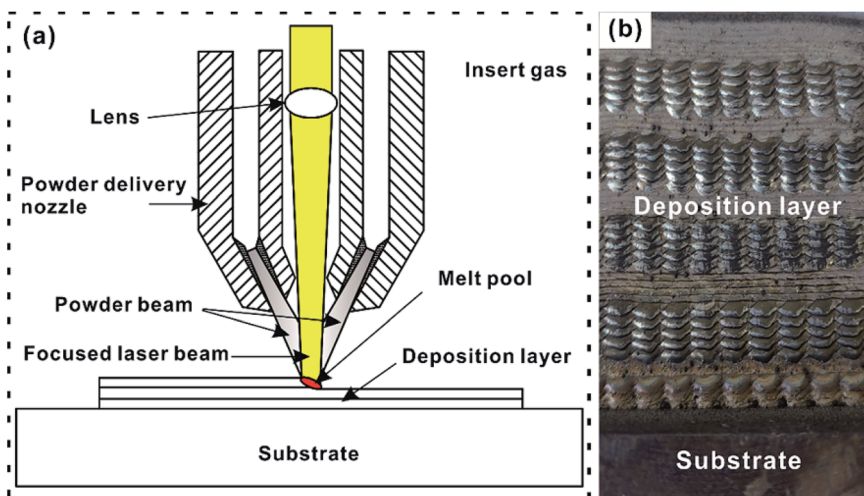 (a)
Insert gas
Lens
Powder delivery
nozzle
Melt pool
Powder beam
Focused laser beam
Deposition layer
Substrate
(b)
Deposition layer
Substrate